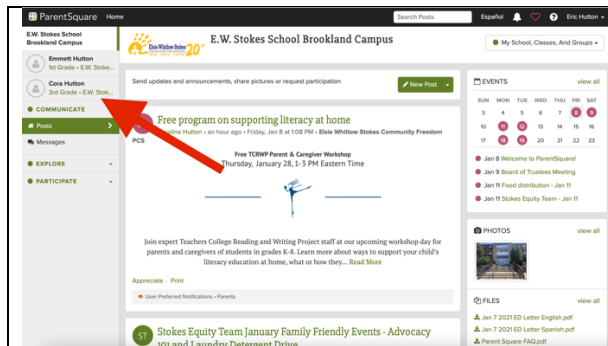 ParentSquare Home
Search Posts
Español
Eric Hutton
E.W. Stokes School
Brookland Campus
Emmett Hutton
1st Grade • E.W. Stoke...
Cora Hutton
3rd Grade • E.W. Stok...
COMMUNICATE
Posts
Messages
EXPLORE
PARTICIPATE
Elsie Whitlow Stokes 20
E.W. Stokes School Brookland Campus
My School, Classes, And Groups
Send updates and announcements, share pictures or request participation
New Post
Free program on supporting literacy at home
Hutton • an hour ago • Friday, Jan 8 at 1:08 PM • Elsie Whitlow Stokes Community Freedom
PCS
Free TCRWP Parent & Caregiver Workshop
Thursday, January 28, 1-3 PM Eastern Time
Join expert Teachers College Reading and Writing Project staff at our upcoming workshop day for
parents and caregivers of students in grades K-8. Learn more about ways to support your child's
literacy education at home, what or how they... Read More
Appreciate · Print
User Preferred Notifications • Parents
ST
Stokes Equity Team January Family Friendly Events - Advocacy
101 and Laundry Detergent Drive
EVENTS view all
SUN MON TUE WED THU FRI SAT
3 4 5 6 7 8 9
10 11 12 13 14 15 16
17 18 19 20 21 22 23
Jan 8 Welcome to ParentSquare!
Jan 9 Board of Trustees Meeting
Jan 11 Food distribution - Jan 11
Jan 11 Stokes Equity Team - Jan 11
PHOTOS view all
FILES view all
Jan 7 2021 ED Letter English.pdf
Jan 7 2021 ED Letter Spanish.pdf
Parent Square FAQ.pdf